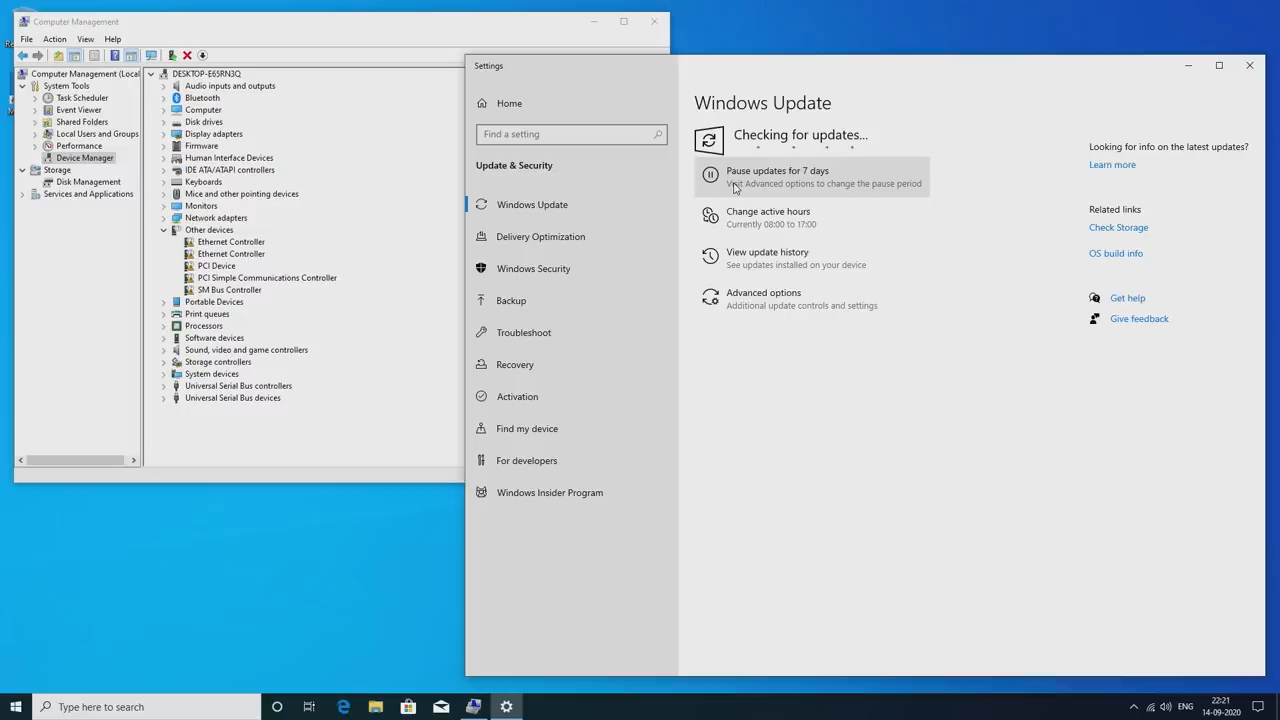 Computer Management
File Action View Help
Computer Management (Local
System Tools
Task Scheduler
Event Viewer
Shared Folders
Local Users and Groups
Performance
Device Manager
Storage
Disk Management
Services and Applications
DESKTOP-E65RN3Q
Audio inputs and outputs
Bluetooth
Computer
Disk drives
Display adapters
Firmware
Human Interface Devices
IDE ATA/ATAPI controllers
Keyboards
Mice and other pointing devices
Monitors
Network adapters
Other devices
Ethernet Controller
Ethernet Controller
PCI Device
PCI Simple Communications Controller
SM Bus Controller
Portable Devices
Print queues
Processors
Software devices
Sound, video and game controllers
Storage controllers
System devices
Universal Serial Bus controllers
Universal Serial Bus devices
Settings
Home
Find a setting
Update & Security
Windows Update
Delivery Optimization
Windows Security
Backup
Troubleshoot
Recovery
Activation
Find my device
For developers
Windows Insider Program
Windows Update
Checking for updates...
Pause updates for 7 days
Visit Advanced options to change the pause period
Change active hours
Currently 08:00 to 17:00
View update history
See updates installed on your device
Advanced options
Additional update controls and settings
Looking for info on the latest updates?
Learn more
Related links
Check Storage
OS build info
Get help
Give feedback
Type here to search
ENG
22:21
14-09-2020